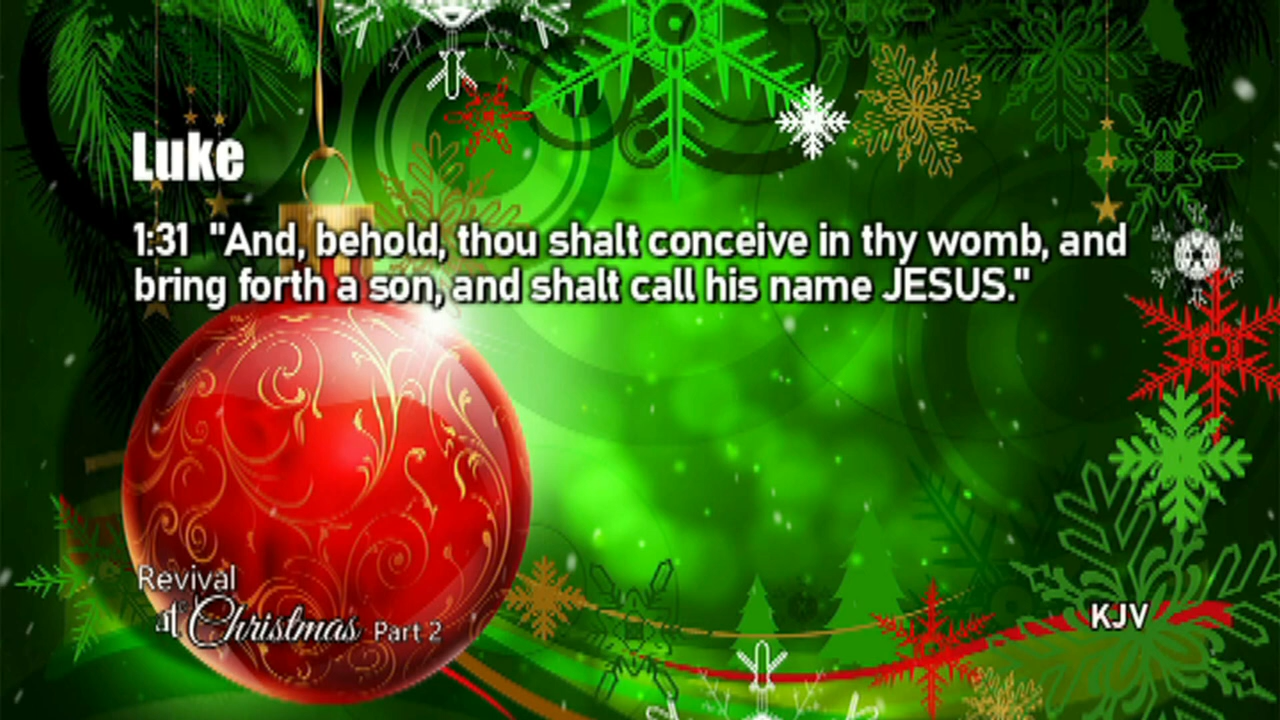 Luke
1:31 "And, behold, thou shalt conceive in thy womb, and
bring forth a son, and shalt call his name JESUS."
Revival
at Christmas Part 2
KJV